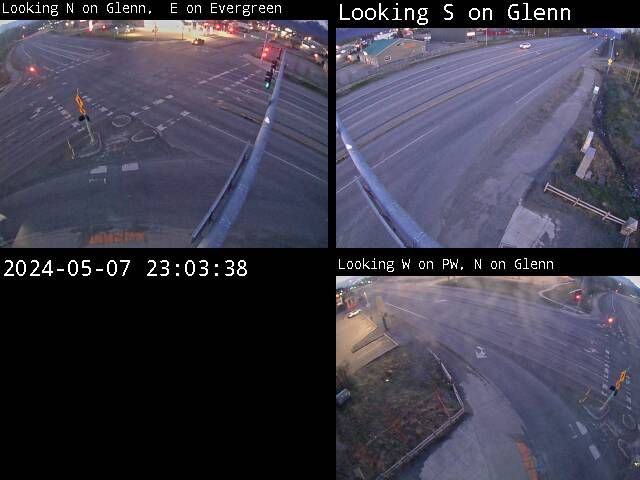 Looking N on Glenn,  E on Evergreen
Looking S on Glenn
2024-05-07 23:03:38
Looking W on PW, N on Glenn